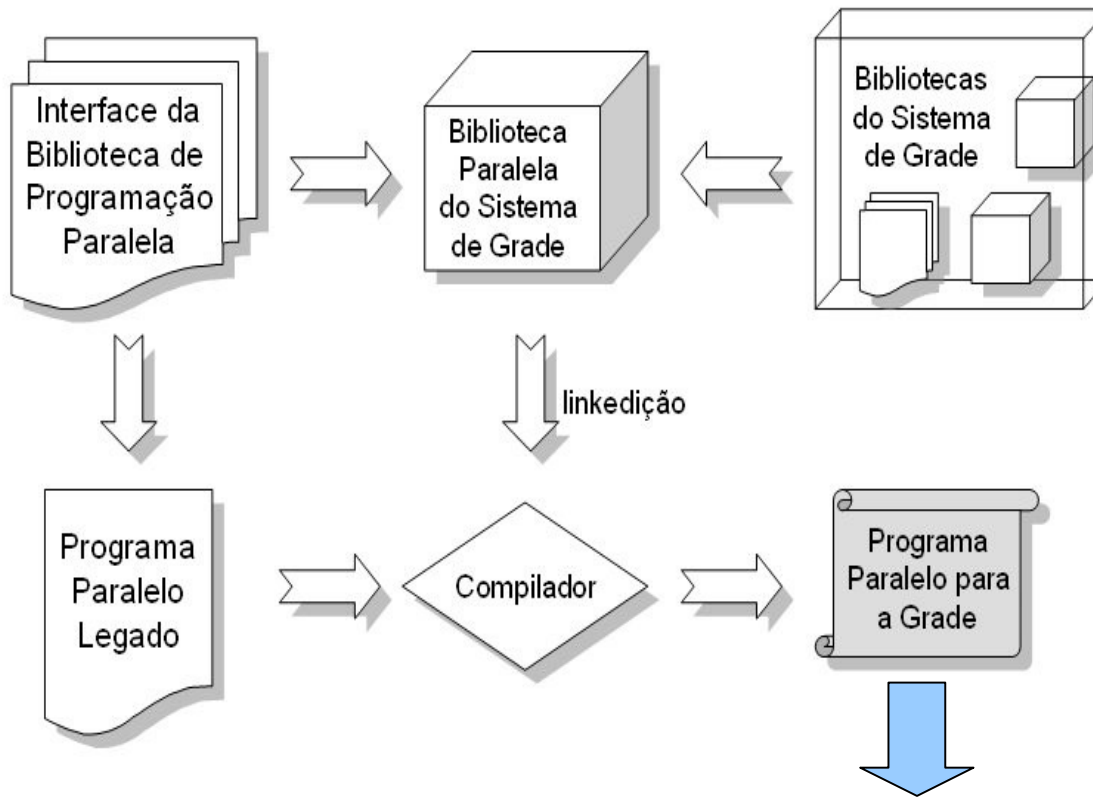 Interface da
Biblioteca de
Programação
Paralela
Biblioteca
Paralela
do Sistema
de Grade
Bibliotecas
do Sistema
de Grade
linkedição
Programa
Paralelo
Legado
Compilador
Programa
Paralelo para
a Grade